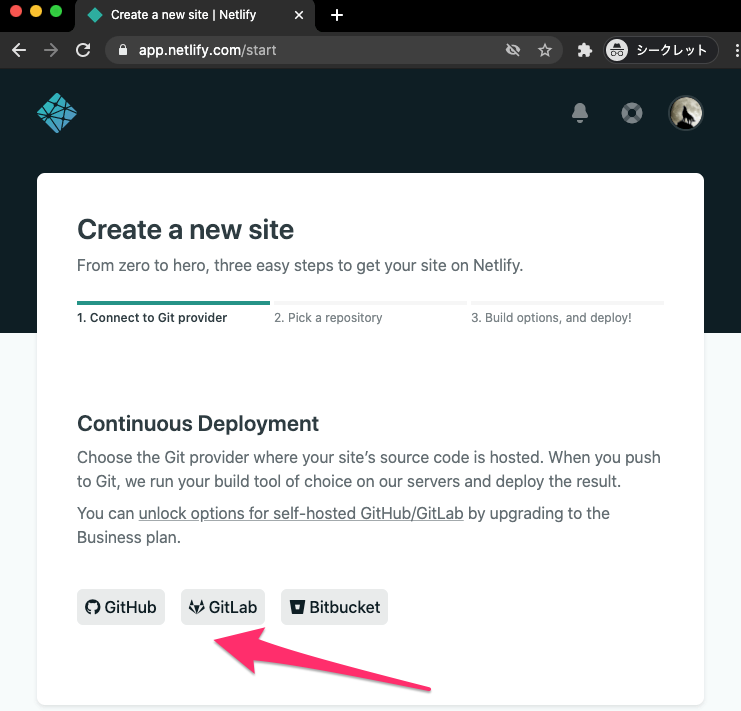 Create a new site | Netlify
app.netlify.com/start
シークレット
Create a new site
From zero to hero, three easy steps to get your site on Netlify.
1. Connect to Git provider
2. Pick a repository
3. Build options, and deploy!
Continuous Deployment
Choose the Git provider where your site’s source code is hosted. When you push
to Git, we run your build tool of choice on our servers and deploy the result.
You can unlock options for self-hosted GitHub/GitLab by upgrading to the
Business plan.
GitHub
GitLab
Bitbucket